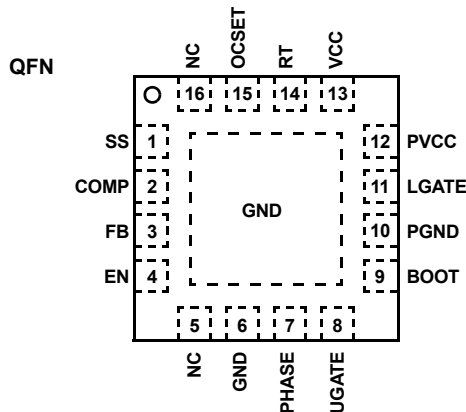 QFN
NC
OCSET
RT
VCC
16
15
14
13
SS 1
12 PVCC
COMP 2
11 LGATE
GND
FB 3
10 PGND
EN 4
9 BOOT
5
6
7
8
NC
GND
PHASE
UGATE